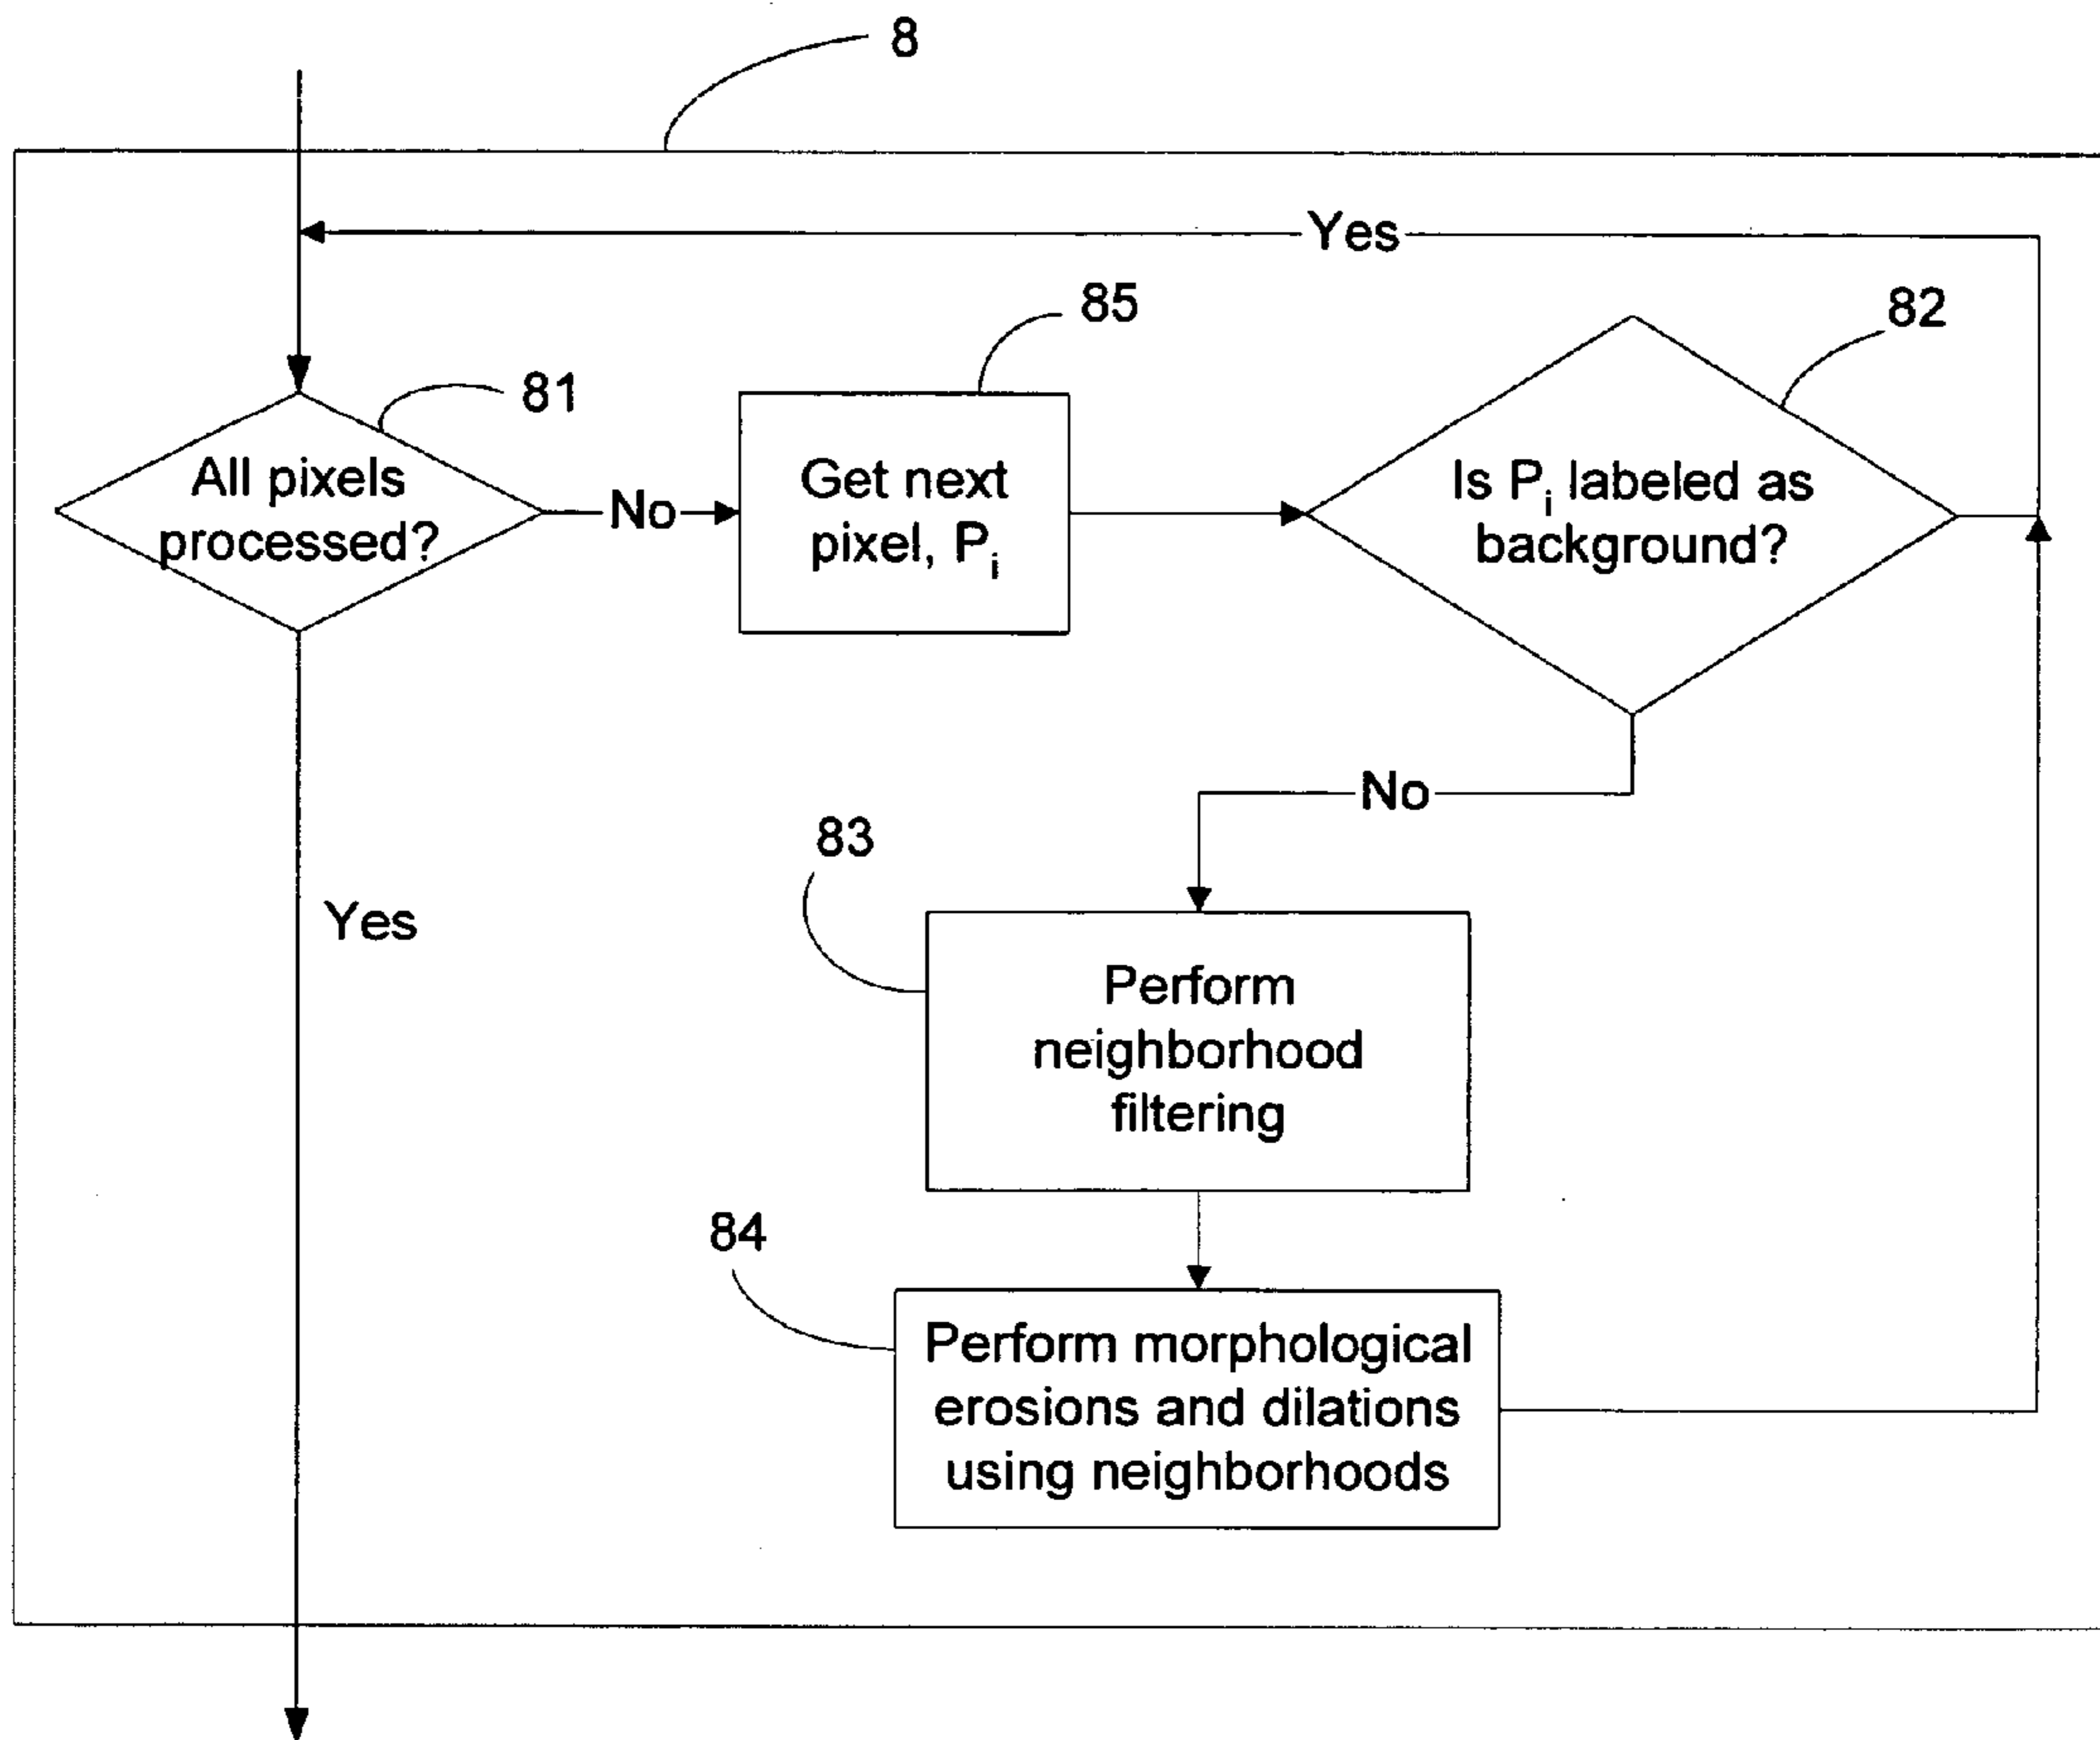 8
Yes
85
82
81
All pixels
processed?
No
Get next
pixel, Pi
Is Pi labeled as
background?
No
83
Yes
Perform
neighborhood
filtering
84
Perform morphological
erosions and dilations
using neighborhoods